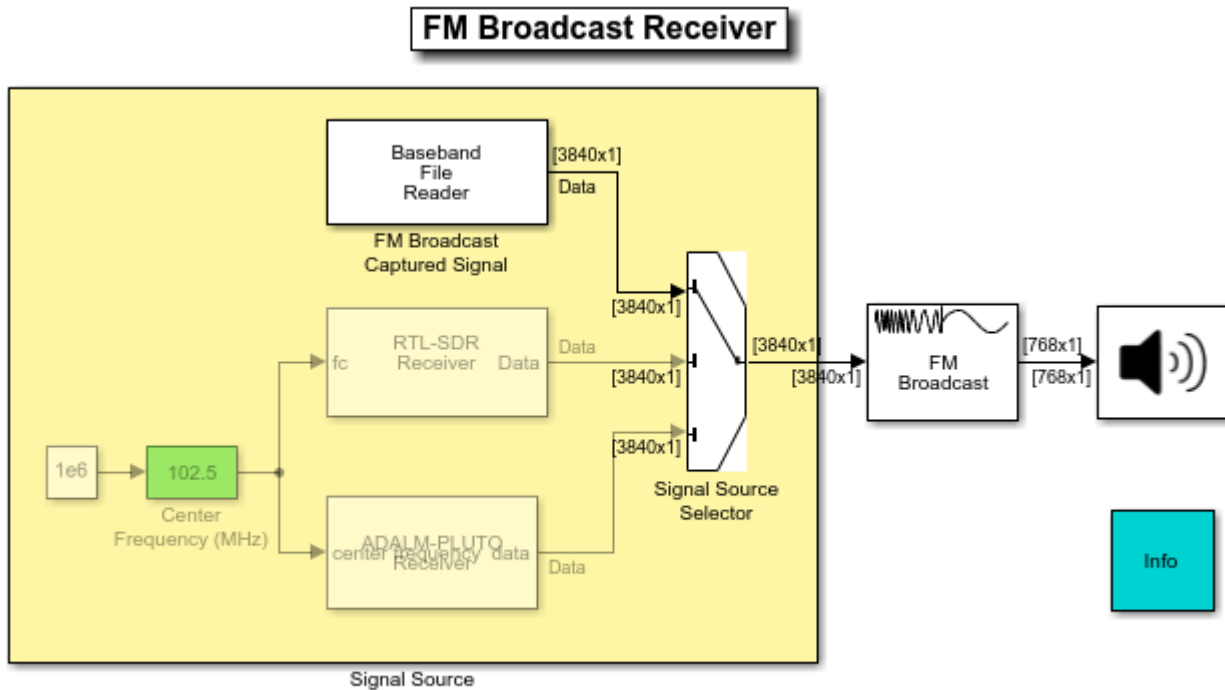 FM Broadcast Receiver
Baseband
File
Reader
[3840x1]
Data
FM Broadcast
Captured Signal
[3840x1]
RTL-SDR
Receiver
fc
Data
Data
[3840x1]
[3840x1]
[3840x1]
FM
Broadcast
[768x1]
[768x1]
[3840x1]
1e6
102.5
Center
Frequency (MHz)
ADALM-PLUTO
center frequency
data
Receiver
Data
Signal Source
Selector
Info
Signal Source